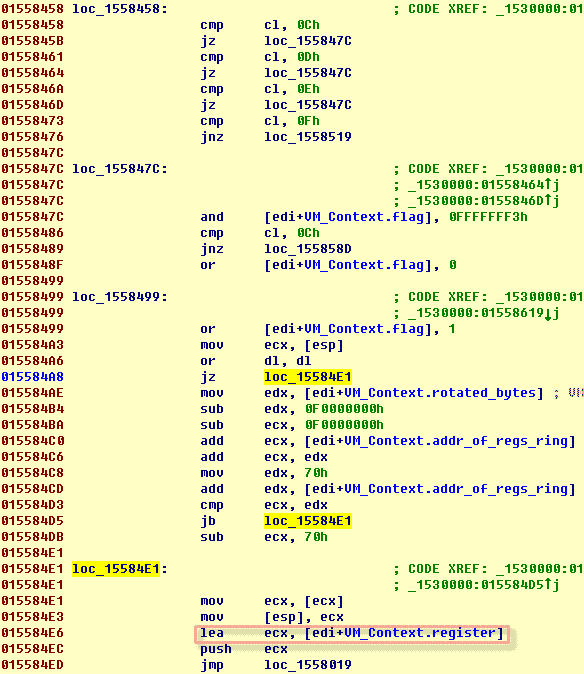 01558458 loc_1558458: ; CODE XREF: _1530000:01
01558458 cmp cl, 0Ch
0155845B jz loc_155847C
01558461 cmp cl, 0Dh
01558464 jz loc_155847C
0155846A cmp cl, 0Eh
0155846D jz loc_155847C
01558473 cmp cl, 0Fh
01558476 jnz loc_1558519
0155847C
0155847C loc_155847C: ; CODE XREF: _1530000:01
0155847C ; _1530000:01558464↑j
0155847C ; _1530000:0155846D↑j
0155847C and [edi+VM_Context.flag], 0FFFFFFF3h
01558486 cmp cl, 0Ch
01558489 jnz loc_155858D
0155848F or [edi+VM_Context.flag], 0
01558499
01558499 loc_1558499: ; CODE XREF: _1530000:01
01558499 ; _1530000:01558619↓j
01558499 or [edi+VM_Context.flag], 1
015584A3 mov ecx, [esp]
015584A6 or dl, dl
015584A8 jz loc_15584E1
015584AE mov edx, [edi+VM_Context.rotated_bytes] ;
015584B4 sub edx, 0F0000000h
015584BA sub ecx, 0F0000000h
015584C0 add ecx, [edi+VM_Context.addr_of_regs_ring]
015584C6 add ecx, edx
015584C8 mov edx, 70h
015584CD add edx, [edi+VM_Context.addr_of_regs_ring]
015584D3 cmp ecx, edx
015584D5 jb loc_15584E1
015584DB sub ecx, 70h
015584E1
015584E1 loc_15584E1: ; CODE XREF: _1530000:01
015584E1 ; _1530000:015584D5↑j
015584E1 mov ecx, [ecx]
015584E3 mov [esp], ecx
015584E6 lea ecx, [edi+VM_Context.register]
015584EC push ecx
015584ED jmp loc_1558019